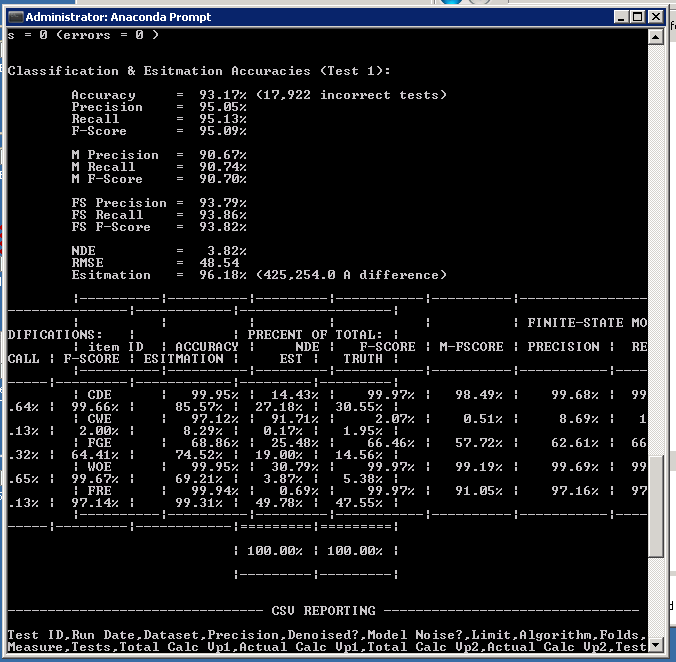 Administrator: Anaconda Prompt
s = 0 (errors = 0 )
Classification & Esitmation Accuracies (Test 1):
Accuracy = 93.17% (17,922 incorrect tests)
Precision = 95.05%
Recall = 95.13%
F-Score = 95.09%
M Precision = 90.67%
M Recall = 90.74%
M F-Score = 90.70%
FS Precision = 93.79%
FS Recall = 93.86%
FS F-Score = 93.82%
NDE = 3.82%
RMSE = 48.54
Esitmation = 96.18% (425,254.0 A difference)
|----------|----------|----------|----------|----------|--------------|----------
---------------|--------------|----------|----------|
| | | | | | FINITE-STATE MO
DIFICATIONS: | | PRECENT OF TOTAL: |
| item ID | ACCURACY | NDE | F-SCORE | M-FSCORE | PRECISION | RE
CALL | F-SCORE | ESITMATION | EST | TRUTH |
|----------|----------|----------|----------|----------|--------------|----------
-----|---------|--------------|----------|----------|
| CDE | 99.95% | 14.43% | 99.97% | 98.49% | 99.68% | 99
.64% | 99.66% | 85.57% | 27.18% | 30.55% |
| CWE | 97.12% | 91.71% | 2.07% | 0.51% | 8.69% | 1
.13% | 2.00% | 8.29% | 0.17% | 1.95% |
| FGE | 68.86% | 25.48% | 66.46% | 57.72% | 62.61% | 66
.32% | 64.41% | 74.52% | 19.00% | 14.56% |
| WOE | 99.95% | 30.79% | 99.97% | 99.19% | 99.69% | 99
.65% | 99.67% | 69.21% | 3.87% | 5.38% |
| FRE | 99.94% | 0.69% | 99.97% | 91.05% | 97.16% | 97
.13% | 97.14% | 99.31% | 49.78% | 47.55% |
|----------|----------|----------|----------|----------|--------------|----------
-----|---------|--------------|=========|=========|
| 100.00% | 100.00% |
|---------|---------|
------------------------------- CSV REPORTING -------------------------------
Test ID,Run Date,Dataset,Precision,Denoised?,Model Noise?,Limit,Algorithm,Folds,
Measure,Tests,Total Calc Vp1,Actual Calc Vp1,Total Calc Vp2,Actual Calc Vp2,Test